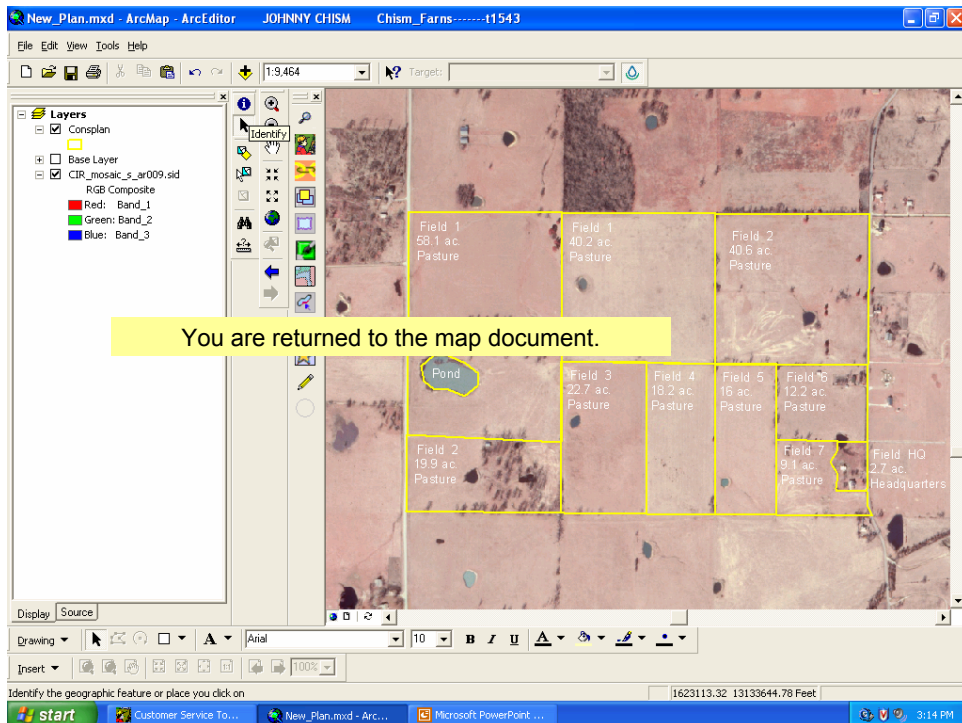 New_Plan.mxd - ArcMap - ArcEditor JOHNNY CHISM Chism_Farns-------t1543
File Edit View Tools Help
1:9,464 Target:
Layers
Consplan
Base Layer
CIR_mosaic_s_ar009.sid
RGB Composite
Red: Band_1
Green: Band_2
Blue: Band_3
Identify
Field 1
58.1 ac.
Pasture
Field 1
40.2 ac.
Pasture
Field 2
40.6 ac.
Pasture
You are returned to the map document.
Pond
Field 3
22.7 ac.
Pasture
Field 4
18.2 ac.
Pasture
Field 5
16 ac.
Pasture
Field 6
12.2 ac.
Pasture
Field 2
19.9 ac.
Pasture
Field 7
9.1 ac.
Pasture
Field HQ
2.7 ac.
Headquarters
Display Source
Drawing A Arial 10 B I U A
Insert 100%
Identify the geographic feature or place you click on 1623113.32 13133644.78 Feet
start Customer Service To... New_Plan.mxd - Arc... Microsoft PowerPoint ... 3:14 PM